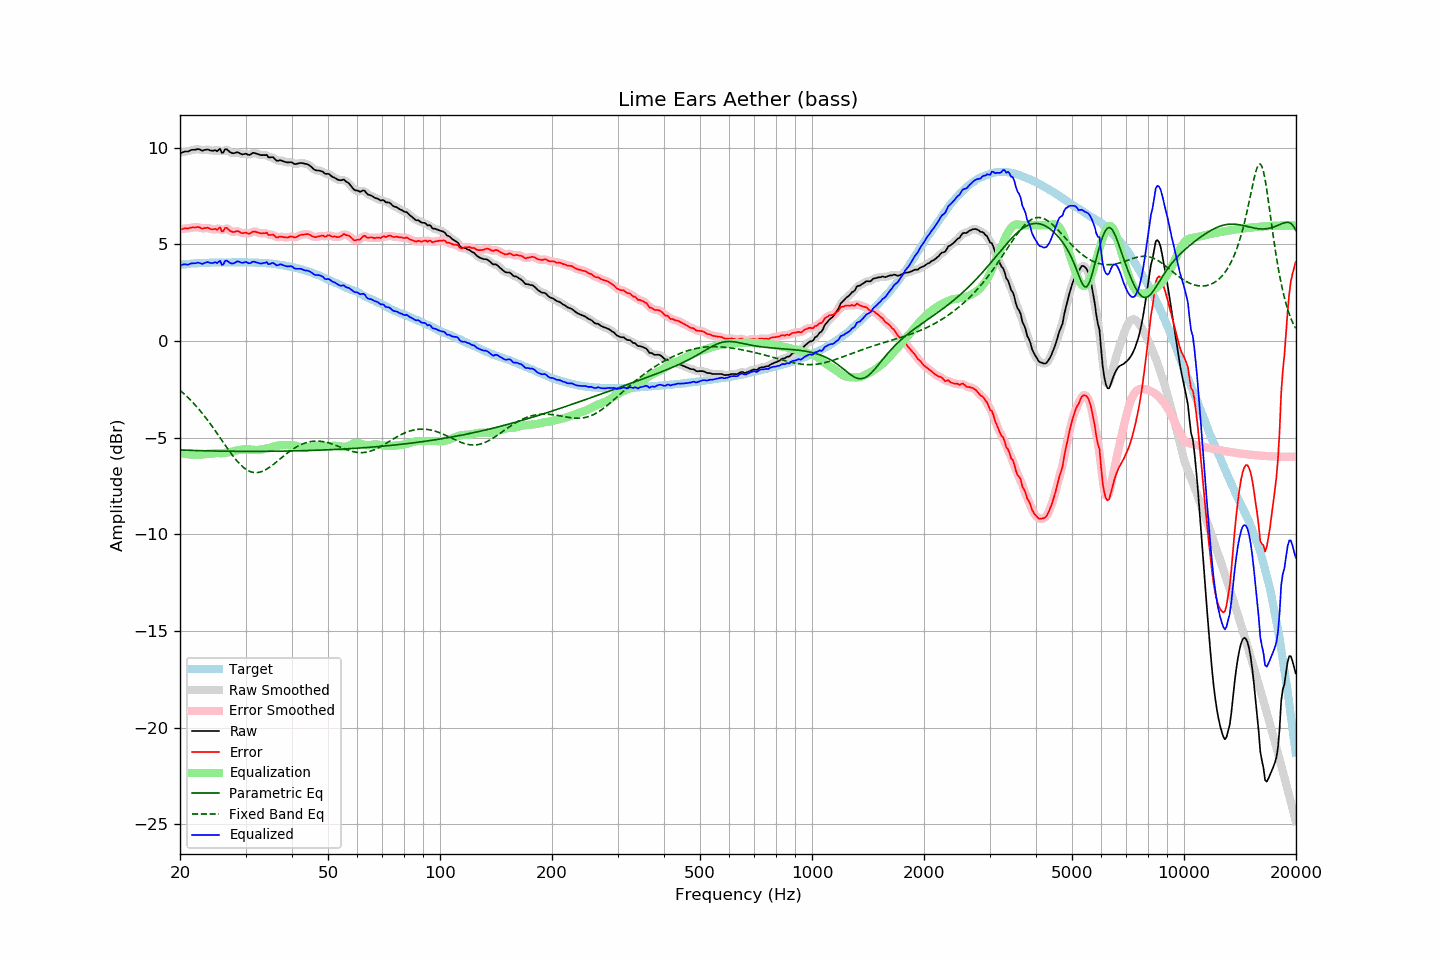 Lime Ears Aether (bass)
10
5
0
−5
−10
−15
−20
−25
Amplitude (dBr)
Target
Raw Smoothed
Error Smoothed
Raw
Error
Equalization
Parametric Eq
Fixed Band Eq
Equalized
20 50 100 200 500 1000 2000 5000 10000 20000
Frequency (Hz)